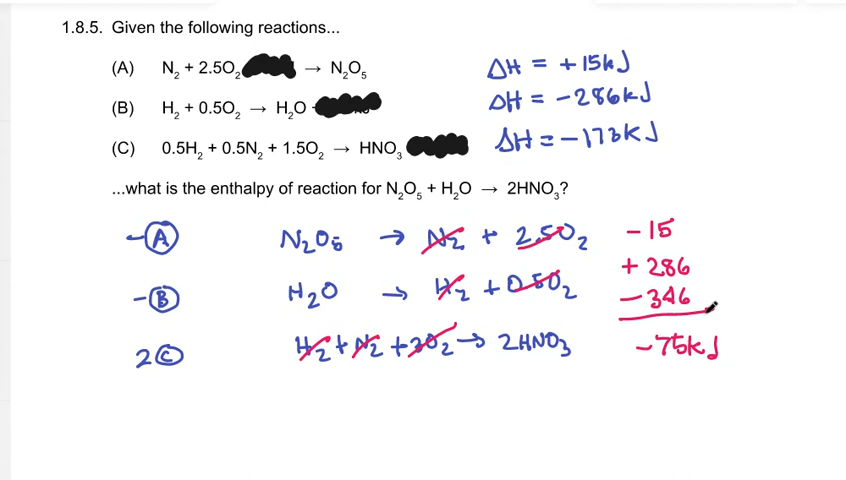 1.8.5. Given the following reactions...
(A) N₂ + 2.5O₂ → N₂O₅ ΔH = +15kJ
(B) H₂ + 0.5O₂ → H₂O ΔH = -286kJ
(C) 0.5H₂ + 0.5N₂ + 1.5O₂ → HNO₃ ΔH = -173KJ
...what is the enthalpy of reaction for N₂O₅ + H₂O → 2HNO₃?
-(A) N₂O₅ → N₂ + 2.5O₂ -15
-(B) H₂O → H₂ + 0.5O₂ +286
2(C) H₂ + N₂ + 3O₂ → 2HNO₃ -346
-75kJ